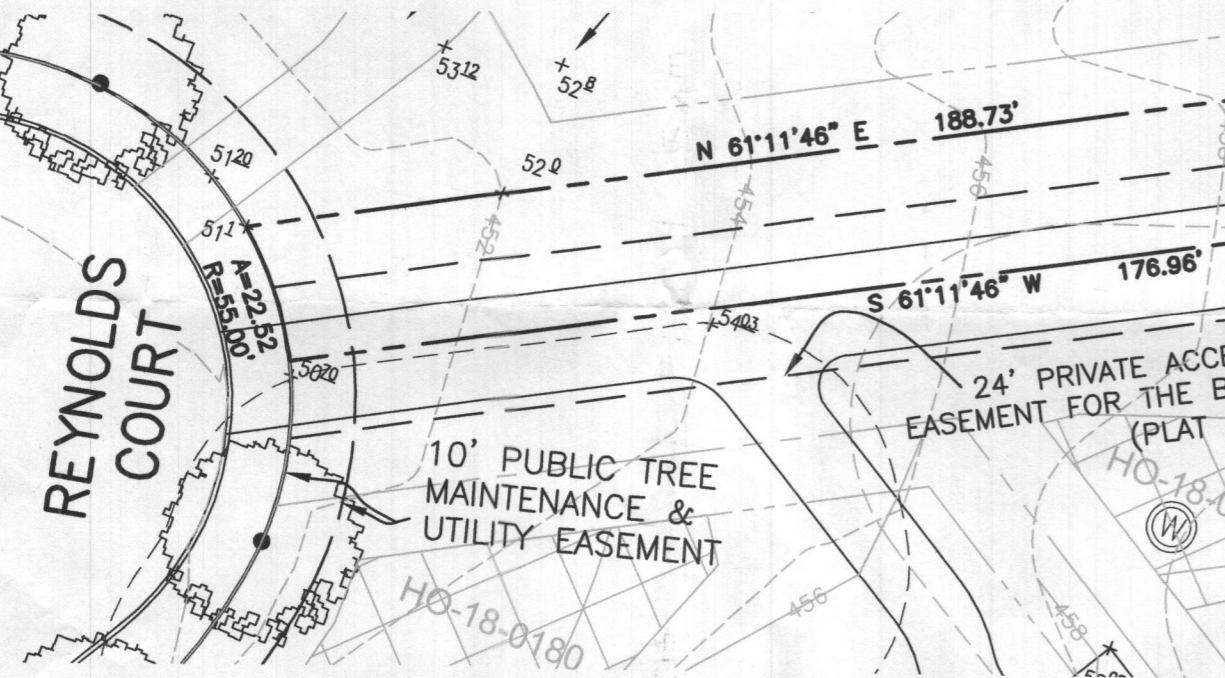 53¹²
52⁸
N 61°11'46" E
188.73'
51²⁰
52⁰
456
454
452
51¹
A=22.52
R=55.00'
REYNOLDS
COURT
S 61°11'46" W
176.96'
54⁰³
50⁷⁰
24' PRIVATE ACCE
EASEMENT FOR THE
(PLAT
10' PUBLIC TREE
MAINTENANCE &
UTILITY EASEMENT
HO-18-
W
HO-18-0180
456
458